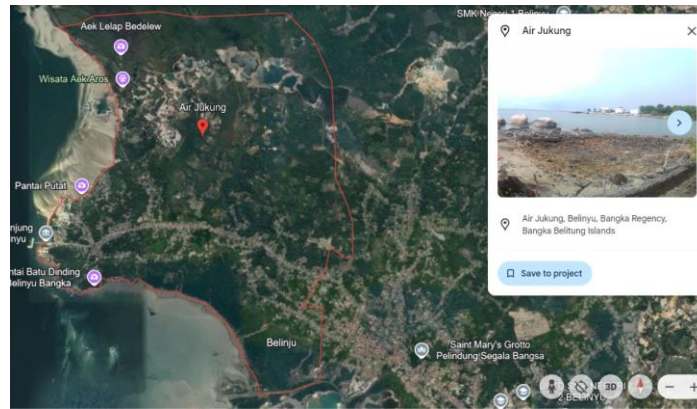 SMK Negeri 1 Belinyu
Aek Lelap Bedelew
Wisata Aek Aros
Air Jukung
Pantai Putat
njung
nyu
ntai Batu Dinding
Belinyu Bangka
Belinju
Saint Mary's Grotto
Pelindung Segala Bangsa
2 BELINYU
3D
Air Jukung
Air Jukung, Belinyu, Bangka Regency,
Bangka Belitung Islands
Save to project